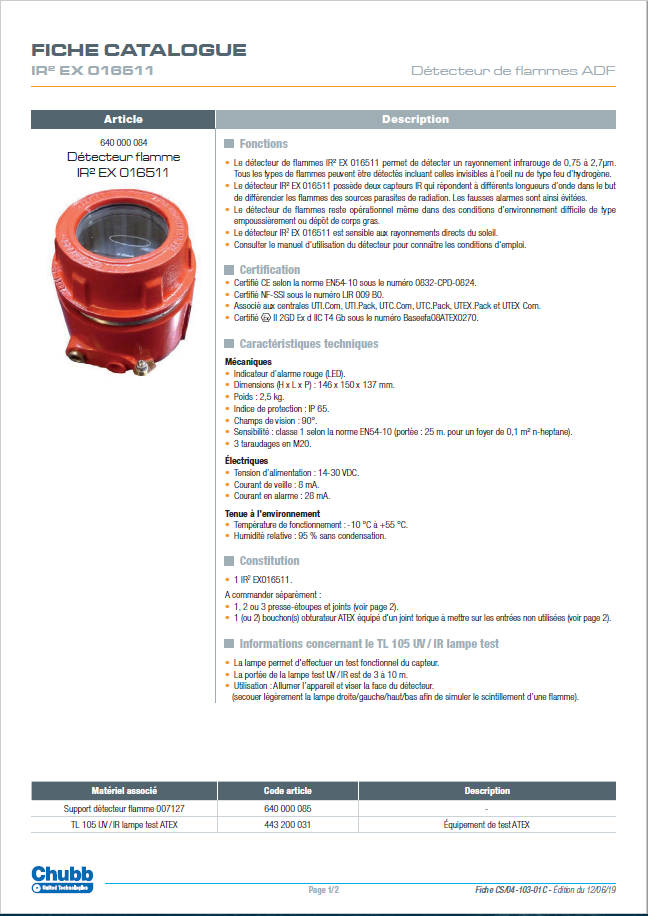 FICHE CATALOGUE
IR² EX 016511
Détecteur de flammes ADF
Article
Description
640 000 084
Détecteur flamme
IR² EX 016511
Fonctions
• Le détecteur de flammes IR² EX 016511 permet de détecter un rayonnement infrarouge de 0,75 à 2,7µm.
Tous les types de flammes peuvent être détectés incluant celles invisibles à l'oeil nu de type feu d'hydrogène.
• Le détecteur IR² EX 016511 possède deux capteurs IR qui répondent à différents longueurs d'onde dans le but
de différencier les flammes des sources parasites de radiation. Les fausses alarmes sont ainsi évitées.
• Le détecteur de flammes reste opérationnel même dans des conditions d'environnement difficile de type
empoussièrement ou dépôt de corps gras.
• Le détecteur IR² EX 016511 est sensible aux rayonnements directs du soleil.
• Consulter le manuel d'utilisation du détecteur pour connaître les conditions d'emploi.
Certification
• Certifié CE selon la norme EN54-10 sous le numéro 0832-CPD-0824.
• Certifié NF-SSI sous le numéro LIR 009 B0.
• Associé aux centrales UTI.Com, UTI.Pack, UTC.Com, UTC.Pack, UTEX.Pack et UTEX Com.
• Certifié II 2GD Ex d IIC T4 Gb sous le numéro Baseefa08ATEX0270.
Caractéristiques techniques
Mécaniques
• Indicateur d'alarme rouge (LED).
• Dimensions (H x L x P) : 146 x 150 x 137 mm.
• Poids : 2,5 kg.
• Indice de protection : IP 65.
• Champs de vision : 90°.
• Sensibilité : classe 1 selon la norme EN54-10 (portée : 25 m. pour un foyer de 0,1 m² n-heptane).
• 3 taraudages en M20.
Électriques
• Tension d'alimentation : 14-30 VDC.
• Courant de veille : 8 mA.
• Courant en alarme : 28 mA.
Tenue à l'environnement
• Température de fonctionnement : -10 °C à +55 °C.
• Humidité relative : 95 % sans condensation.
Constitution
• 1 IR² EX016511.
A commander séparément :
• 1, 2 ou 3 presse-étoupes et joints (voir page 2).
• 1 (ou 2) bouchon(s) obturateur ATEX équipé d'un joint torique à mettre sur les entrées non utilisées (voir page 2).
Informations concernant le TL 105 UV / IR lampe test
• La lampe permet d'effectuer un test fonctionnel du capteur.
• La portée de la lampe test UV / IR est de 3 à 10 m.
• Utilisation : Allumer l'appareil et viser la face du détecteur.
(secouer légèrement la lampe droite/gauche/haut/bas afin de simuler le scintillement d'une flamme).
Matériel associé
Code article
Description
Support détecteur flamme 007127
640 000 085
-
TL 105 UV / IR lampe test ATEX
443 200 031
Équipement de test ATEX
Chubb
United Technologies
Page 1/2
Fiche CS/04-103-01C - Édition du 12/06/19